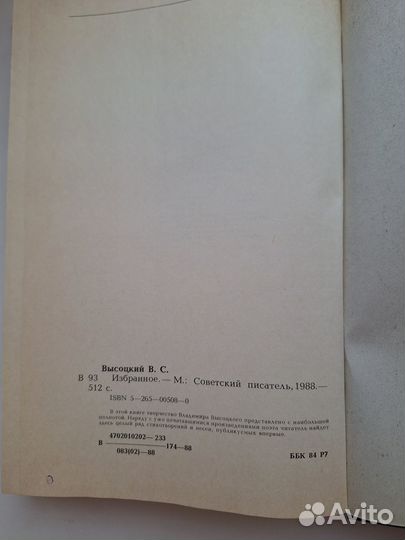 Высоцкий В. С.
В 93 Избранное. — М.: Советский писатель, 1988. —
512 с.
ISBN 5—265—00508—0
В этой книге творчество Владимира Высоцкого представлено с наибольшей
полнотой. Наряду с уже печатавшимися произведениями поэта читатель найдет
здесь целый ряд стихотворений и песен, публикуемых впервые.
4702010202—233
В ——— 174—88
083(02)—88
ББК 84 Р7
Avito